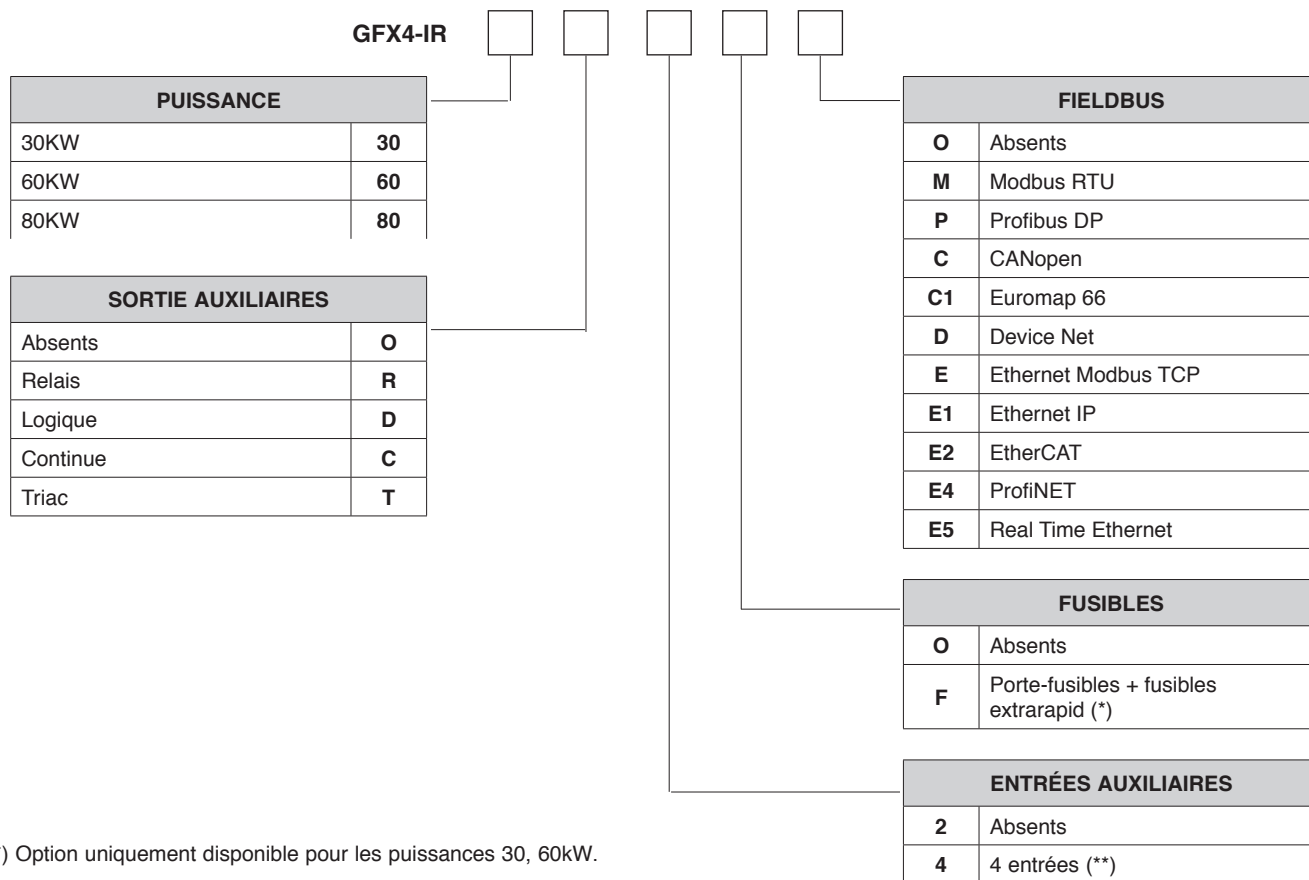 GFX4-IR
PUISSANCE
30KW 30
60KW 60
80KW 80
SORTIE AUXILIAIRES
Absents O
Relais R
Logique D
Continue C
Triac T
FIELDBUS
O Absents
M Modbus RTU
P Profibus DP
C CANopen
C1 Euromap 66
D Device Net
E Ethernet Modbus TCP
E1 Ethernet IP
E2 EtherCAT
E4 ProfiNET
E5 Real Time Ethernet
FUSIBLES
O Absents
F Porte-fusibles + fusibles
extrarapid (*)
ENTRÉES AUXILIAIRES
2 Absents
4 4 entrées (**)
) Option uniquement disponible pour les puissances 30, 60kW.